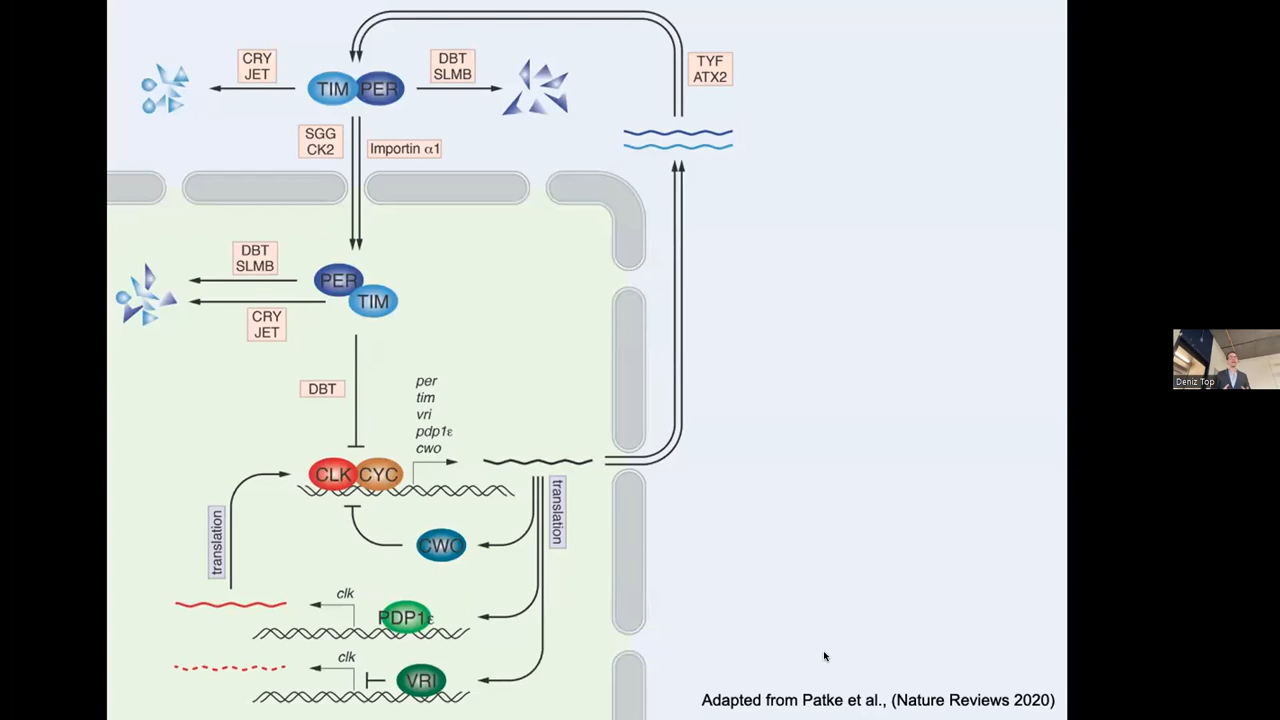 CRY
JET
TIM
PER
DBT
SLMB
TYF
ATX2
SGG
CK2
Importin α1
DBT
SLMB
PER
TIM
CRY
JET
DBT
per
tim
vri
pdp1ε
cwo
CLK
CYC
translation
translation
CWO
clk
PDP1ε
clk
VRI
Adapted from Patke et al., (Nature Reviews 2020)
Deniz Top